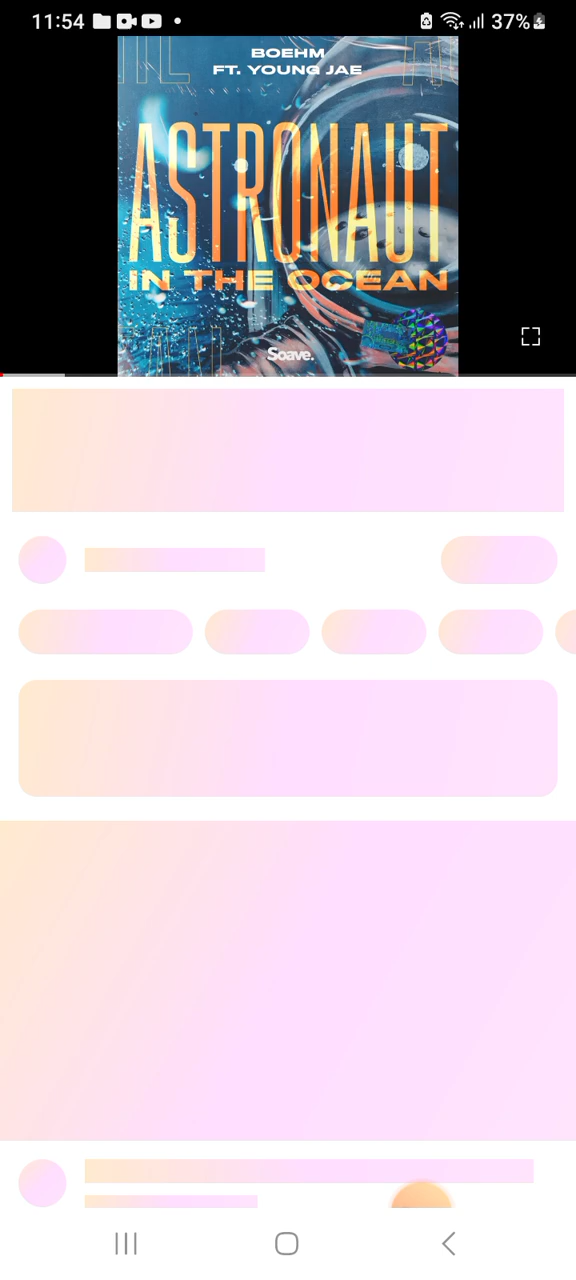 11:54
37%
BOEHM
FT. YOUNG JAE
ASTRONAUT
IN THE OCEAN
Soave.